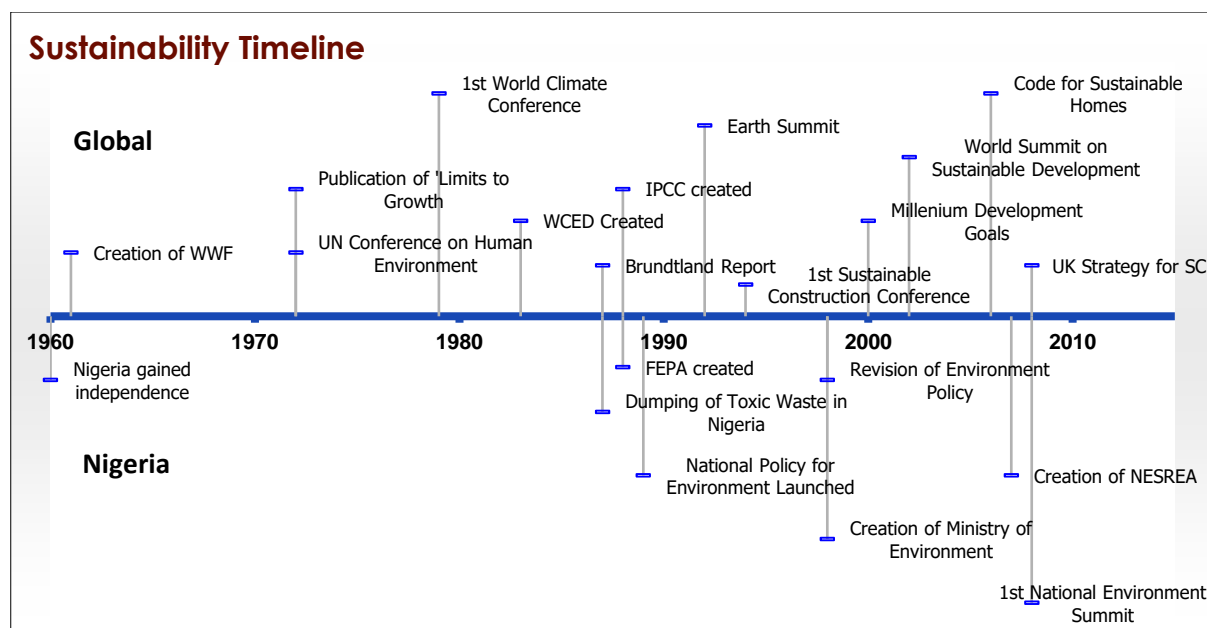 Sustainability Timeline
1st World Climate
Conference
Code for Sustainable
Homes
Global
Earth Summit
World Summit on
Sustainable Development
Publication of 'Limits to
Growth
IPCC created
WCED Created
Millenium Development
Goals
Creation of WWF
UN Conference on Human
Environment
Brundtland Report
1st Sustainable
Construction Conference
UK Strategy for SC
1960
1970
1980
1990
2000
2010
Nigeria gained
independence
FEPA created
Revision of Environment
Policy
Dumping of Toxic Waste in
Nigeria
Nigeria
National Policy for
Environment Launched
Creation of NESREA
Creation of Ministry of
Environment
1st National Environment
Summit